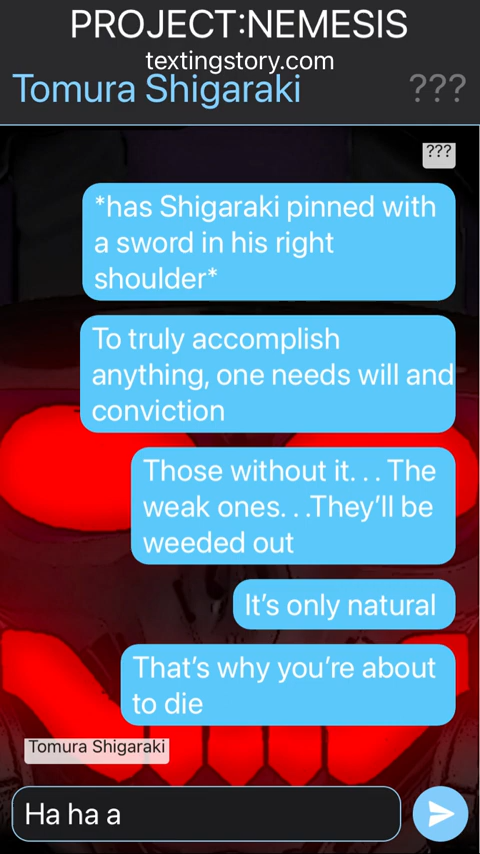 PROJECT:NEMESIS
textingstory.com
Tomura Shigaraki ???
???
*has Shigaraki pinned with
a sword in his right
shoulder*
To truly accomplish
anything, one needs will and
conviction
Those without it. . . The
weak ones. . .They’ll be
weeded out
It’s only natural
That’s why you’re about
to die
Tomura Shigaraki
Ha ha a